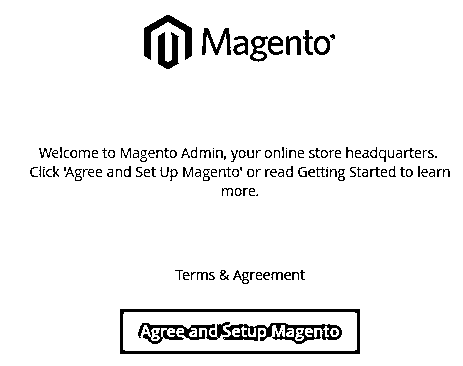 Magento
Welcome to Magento Admin, your online store headquarters.
Click 'Agree and Set Up Magento' or read Getting Started to learn
more.
Terms & Agreement
Agree and Setup Magento